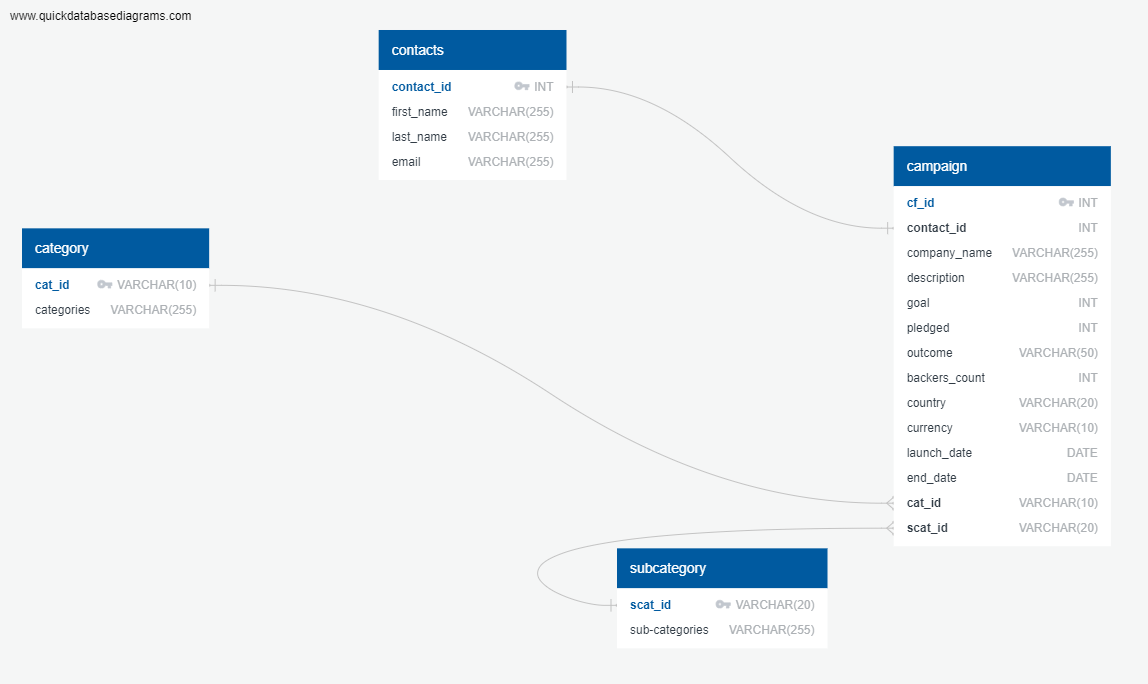 www.quickdatabasediagrams.com
contacts
contact_id INT
first_name VARCHAR(255)
last_name VARCHAR(255)
email VARCHAR(255)
campaign
cf_id INT
contact_id INT
company_name VARCHAR(255)
description VARCHAR(255)
goal INT
pledged INT
outcome VARCHAR(50)
backers_count INT
country VARCHAR(20)
currency VARCHAR(10)
launch_date DATE
end_date DATE
cat_id VARCHAR(10)
scat_id VARCHAR(20)
category
cat_id VARCHAR(10)
categories VARCHAR(255)
subcategory
scat_id VARCHAR(20)
sub-categories VARCHAR(255)